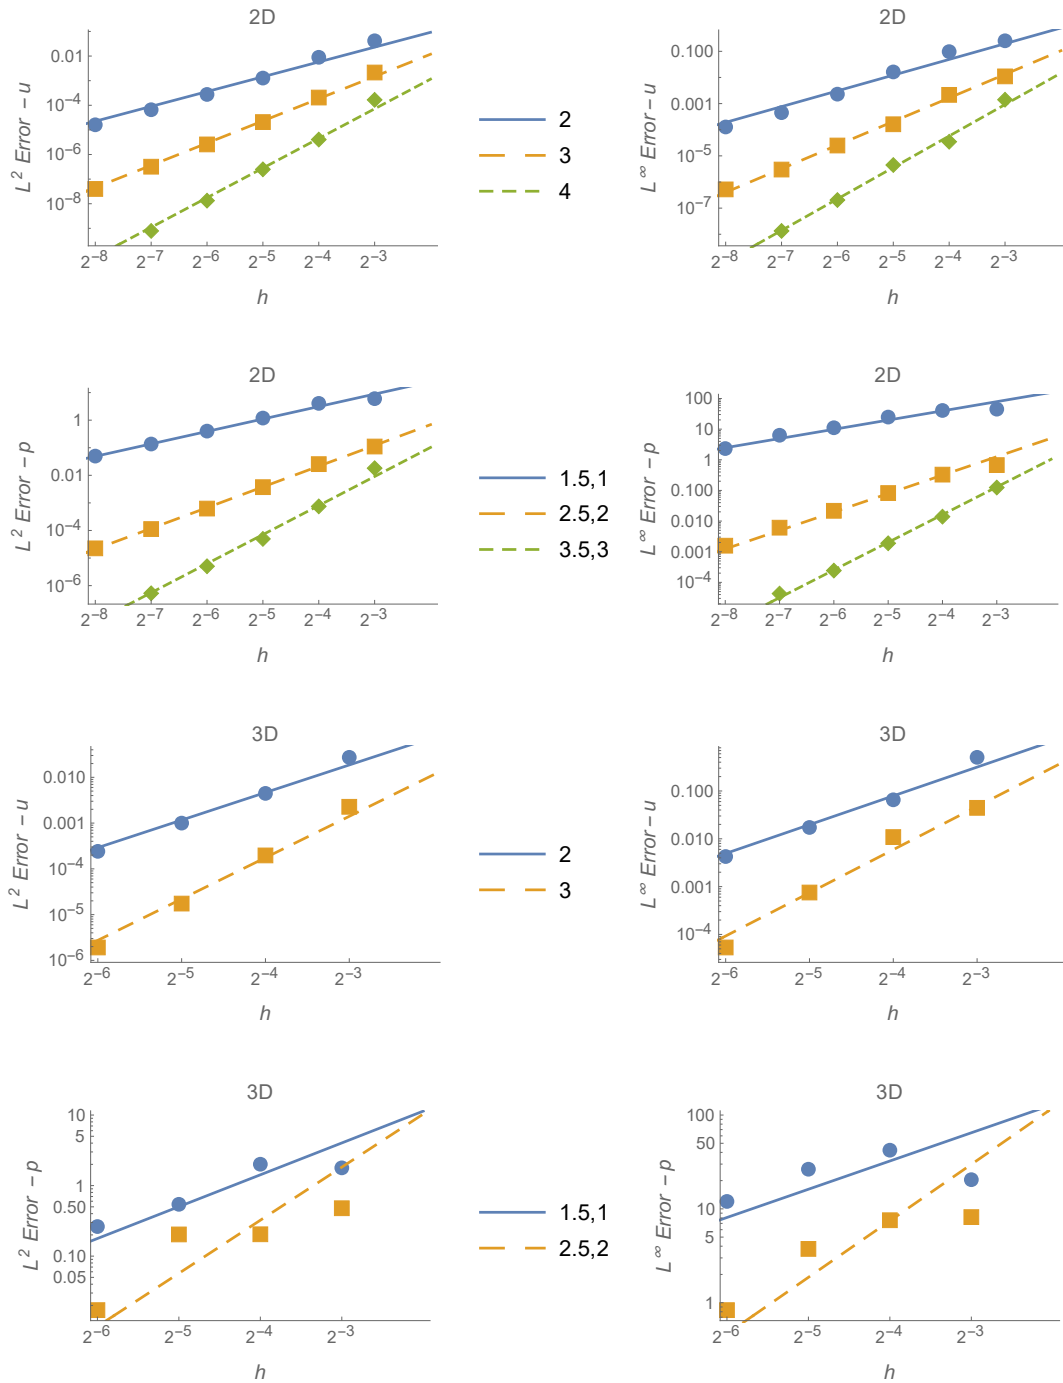 2D
L² Error – u
0.01
10⁻⁴
10⁻⁶
10⁻⁸
2⁻⁸ 2⁻⁷ 2⁻⁶ 2⁻⁵ 2⁻⁴ 2⁻³
h
2
3
4
2D
L∞ Error – u
0.100
0.001
10⁻⁵
10⁻⁷
2⁻⁸ 2⁻⁷ 2⁻⁶ 2⁻⁵ 2⁻⁴ 2⁻³
h
2D
L² Error – p
1
0.01
10⁻⁴
10⁻⁶
2⁻⁸ 2⁻⁷ 2⁻⁶ 2⁻⁵ 2⁻⁴ 2⁻³
h
1.5,1
2.5,2
3.5,3
2D
L∞ Error – p
100
10
1
0.100
0.010
0.001
10⁻⁴
2⁻⁸ 2⁻⁷ 2⁻⁶ 2⁻⁵ 2⁻⁴ 2⁻³
h
3D
L² Error – u
0.010
0.001
10⁻⁴
10⁻⁵
10⁻⁶
2⁻⁶ 2⁻⁵ 2⁻⁴ 2⁻³
h
2
3
3D
L∞ Error – u
0.100
0.010
0.001
10⁻⁴
2⁻⁶ 2⁻⁵ 2⁻⁴ 2⁻³
h
3D
L² Error – p
10
5
1
0.50
0.10
0.05
2⁻⁶ 2⁻⁵ 2⁻⁴ 2⁻³
h
1.5,1
2.5,2
3D
L∞ Error – p
100
50
10
5
1
2⁻⁶ 2⁻⁵ 2⁻⁴ 2⁻³
h